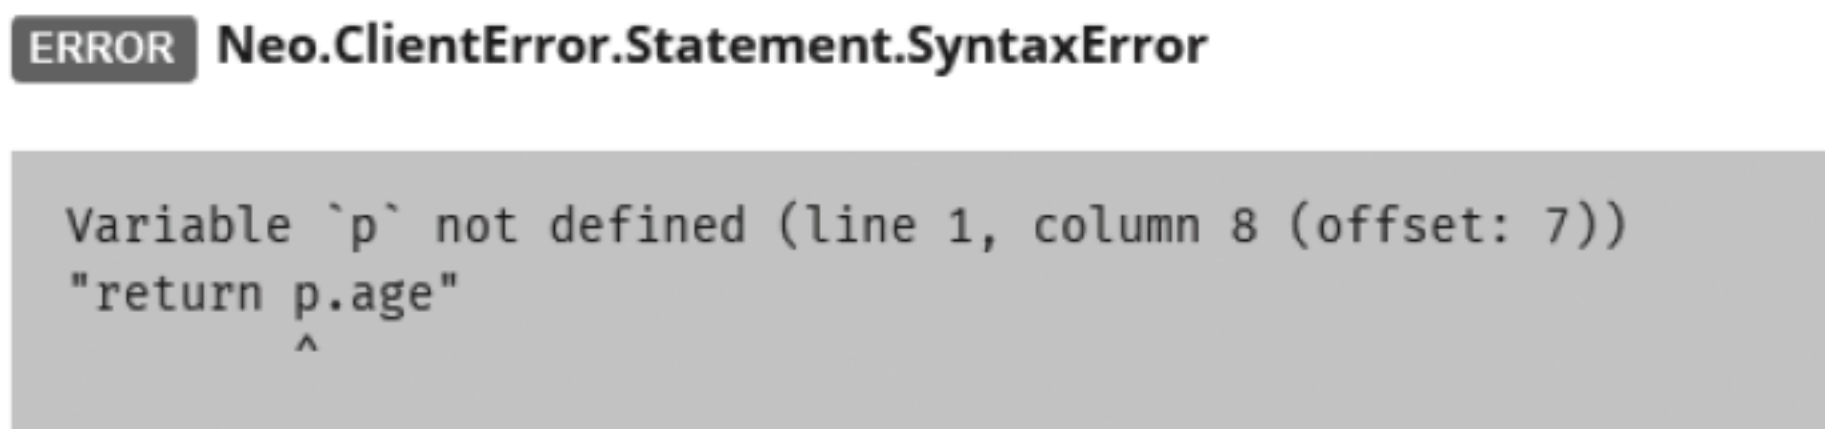 ERROR Neo.ClientError.Statement.SyntaxError
Variable `p` not defined (line 1, column 8 (offset: 7))
"return p.age"
^